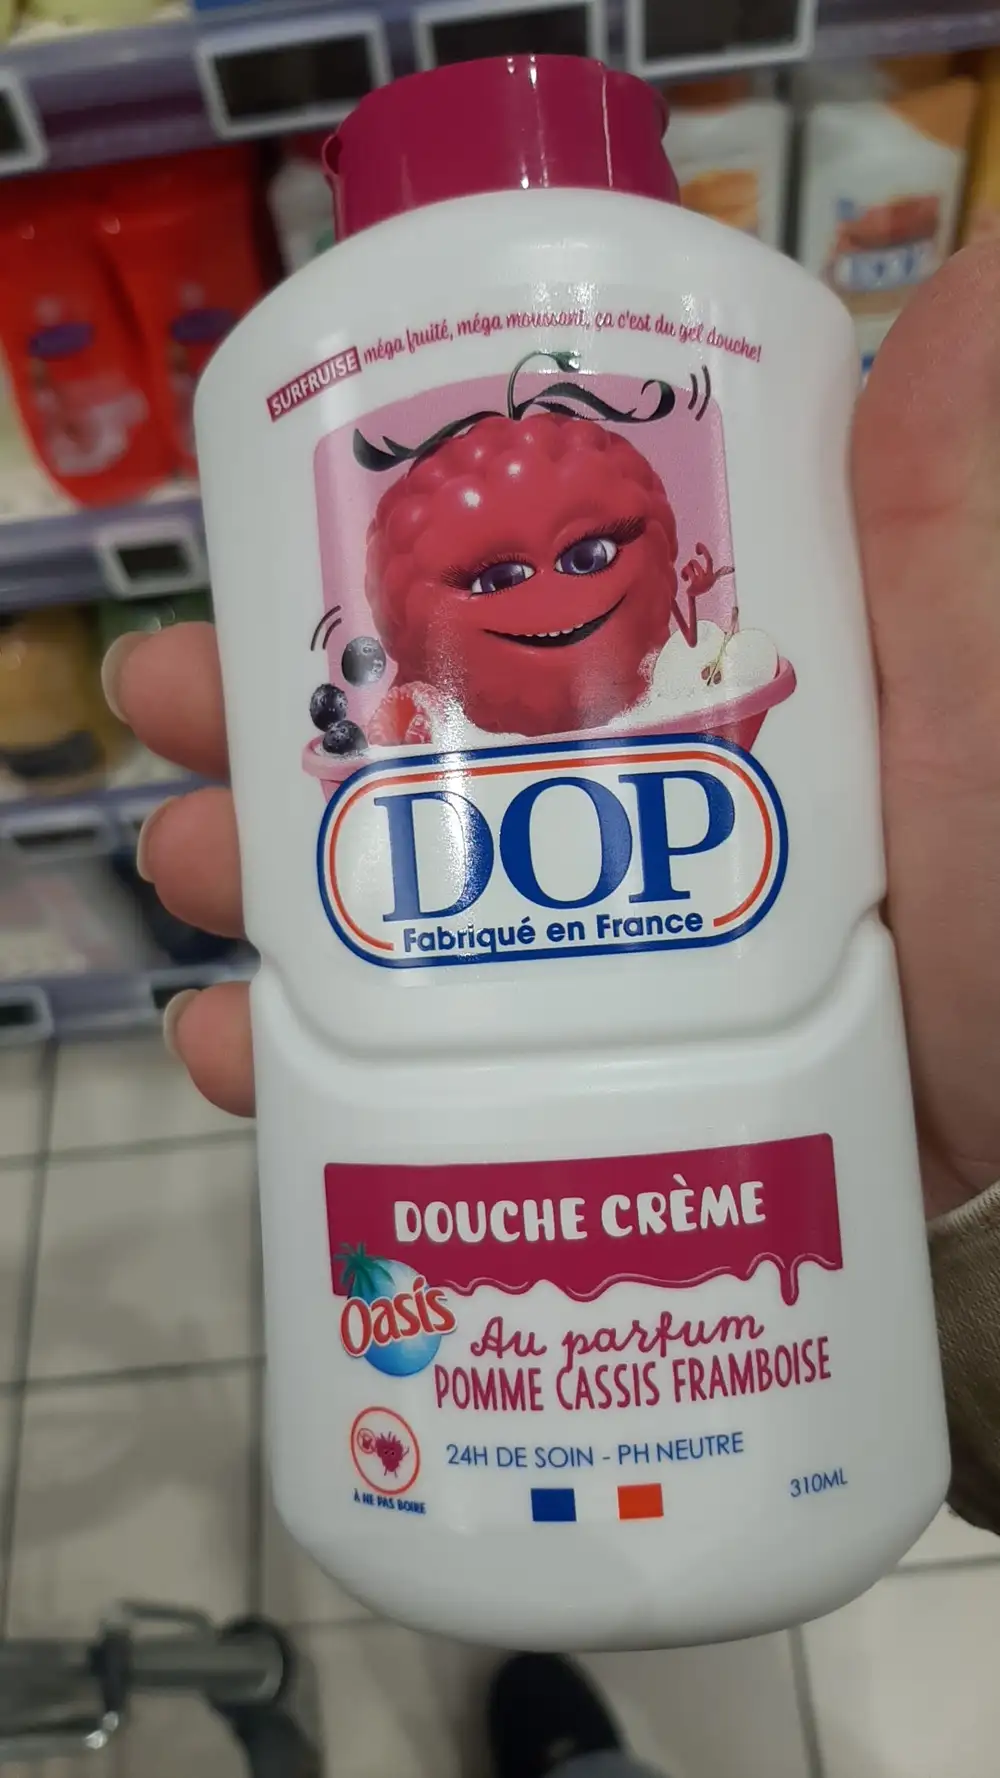 SURFRUISE méga fruité, méga moussant, ça c'est du gel douche!
DOP
Fabriqué en France
DOUCHE CRÈME
Oasis
Au parfum
POMME CASSIS FRAMBOISE
24H DE SOIN - PH NEUTRE
À NE PAS BOIRE
310ML